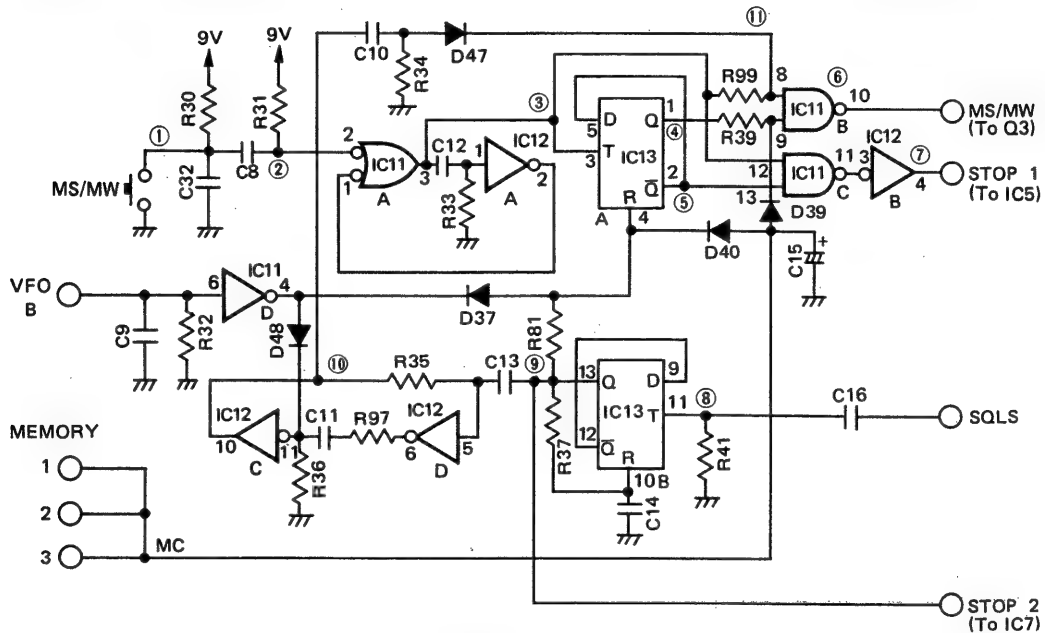 ⑪
9V
9V
C10
D47
R34
R30
R31
R99
8
⑥
③
IC11
10
MS/MW
(To Q3)
B
①
②
2
1
IC11
3
A
C12
1
IC12
2
A
R33
5
D
Q
1
④
R39
9
T
3
IC13
Q
2
⑤
R
A
4
12
IC11
11
C
13
IC12
3
⑦
4
B
STOP 1
(To IC5)
MS/MW
C8
C32
D39
D40
C15
+
VFO
B
6
IC11
4
D
C9
R32
D48
D37
R81
⑩
R35
C13
⑨
13
Q
D
9
IC13
T
11
⑧
12
Q
R
10
B
C16
SQLS
R41
R37
C14
IC12
10
C
11
C11
R97
IC12
6
D
5
R36
MEMORY
1
2
3
MC
STOP 2
(To IC7)